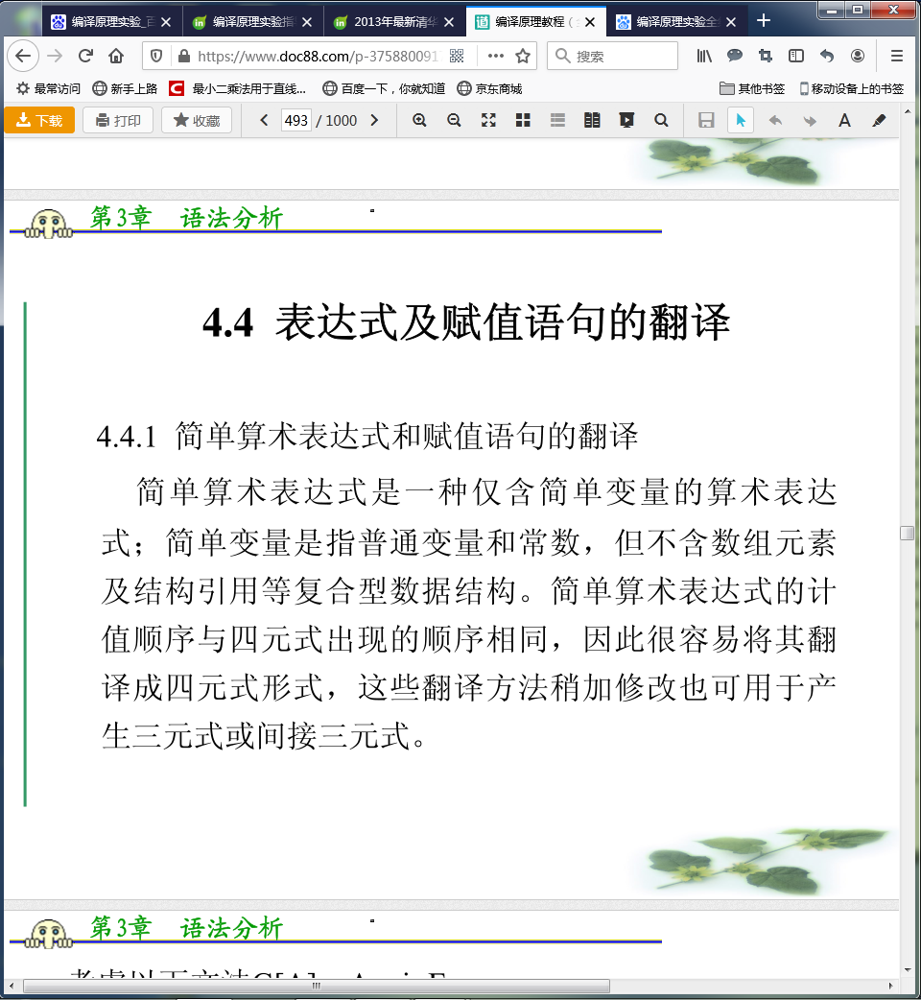 编译原理实验_百
编译原理实验指
2013年最新清华
编译原理教程（
编译原理实验全
https://www.doc88.com/p-37588009
搜索
最常访问
新手上路
最小二乘法用于直线...
百度一下，你就知道
京东商城
其他书签
移动设备上的书签
下载
打印
收藏
493 / 1000
第3章 语法分析
4.4 表达式及赋值语句的翻译
4.4.1 简单算术表达式和赋值语句的翻译
简单算术表达式是一种仅含简单变量的算术表达
式；简单变量是指普通变量和常数，但不含数组元素
及结构引用等复合型数据结构。简单算术表达式的计
值顺序与四元式出现的顺序相同，因此很容易将其翻
译成四元式形式，这些翻译方法稍加修改也可用于产
生三元式或间接三元式。
第3章 语法分析